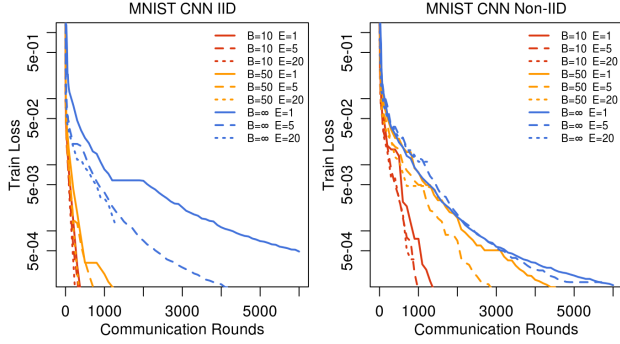 MNIST CNN IID
Train Loss
5e-01
5e-02
5e-03
5e-04
B=10 E=1
B=10 E=5
B=10 E=20
B=50 E=1
B=50 E=5
B=50 E=20
B=∞ E=1
B=∞ E=5
B=∞ E=20
0 1000 3000 5000
Communication Rounds
MNIST CNN Non-IID
Train Loss
5e-01
5e-02
5e-03
5e-04
B=10 E=1
B=10 E=5
B=10 E=20
B=50 E=1
B=50 E=5
B=50 E=20
B=∞ E=1
B=∞ E=5
B=∞ E=20
0 1000 3000 5000
Communication Rounds